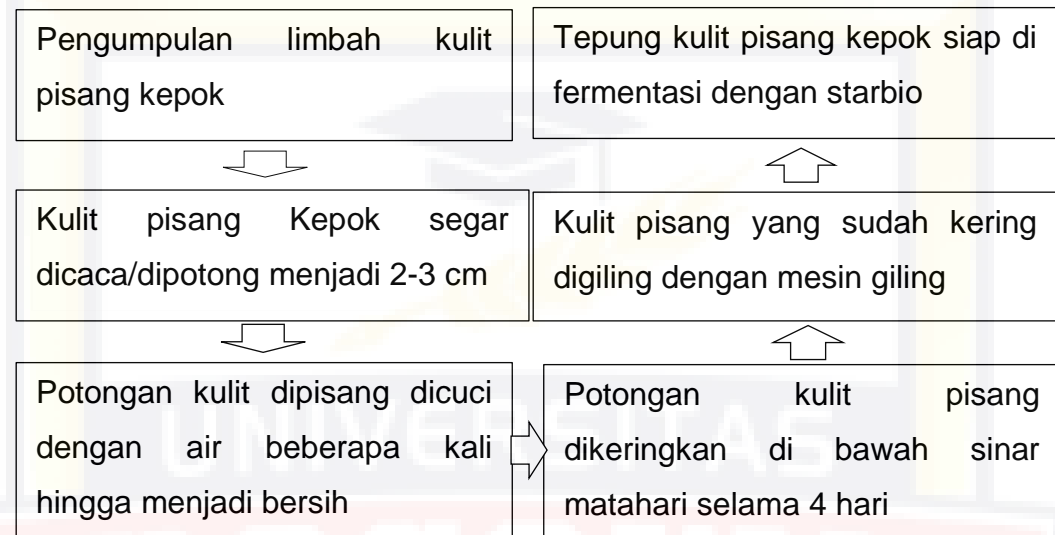 Pengumpulan limbah kulit
pisang kepok
Kulit pisang Kepok segar
dicaca/dipotong menjadi 2-3 cm
Potongan kulit dipisang dicuci
dengan air beberapa kali
hingga menjadi bersih
Potongan kulit pisang
dikeringkan di bawah sinar
matahari selama 4 hari
Kulit pisang yang sudah kering
digiling dengan mesin giling
Tepung kulit pisang kepok siap di
fermentasi dengan starbio
UNIVERSITAS